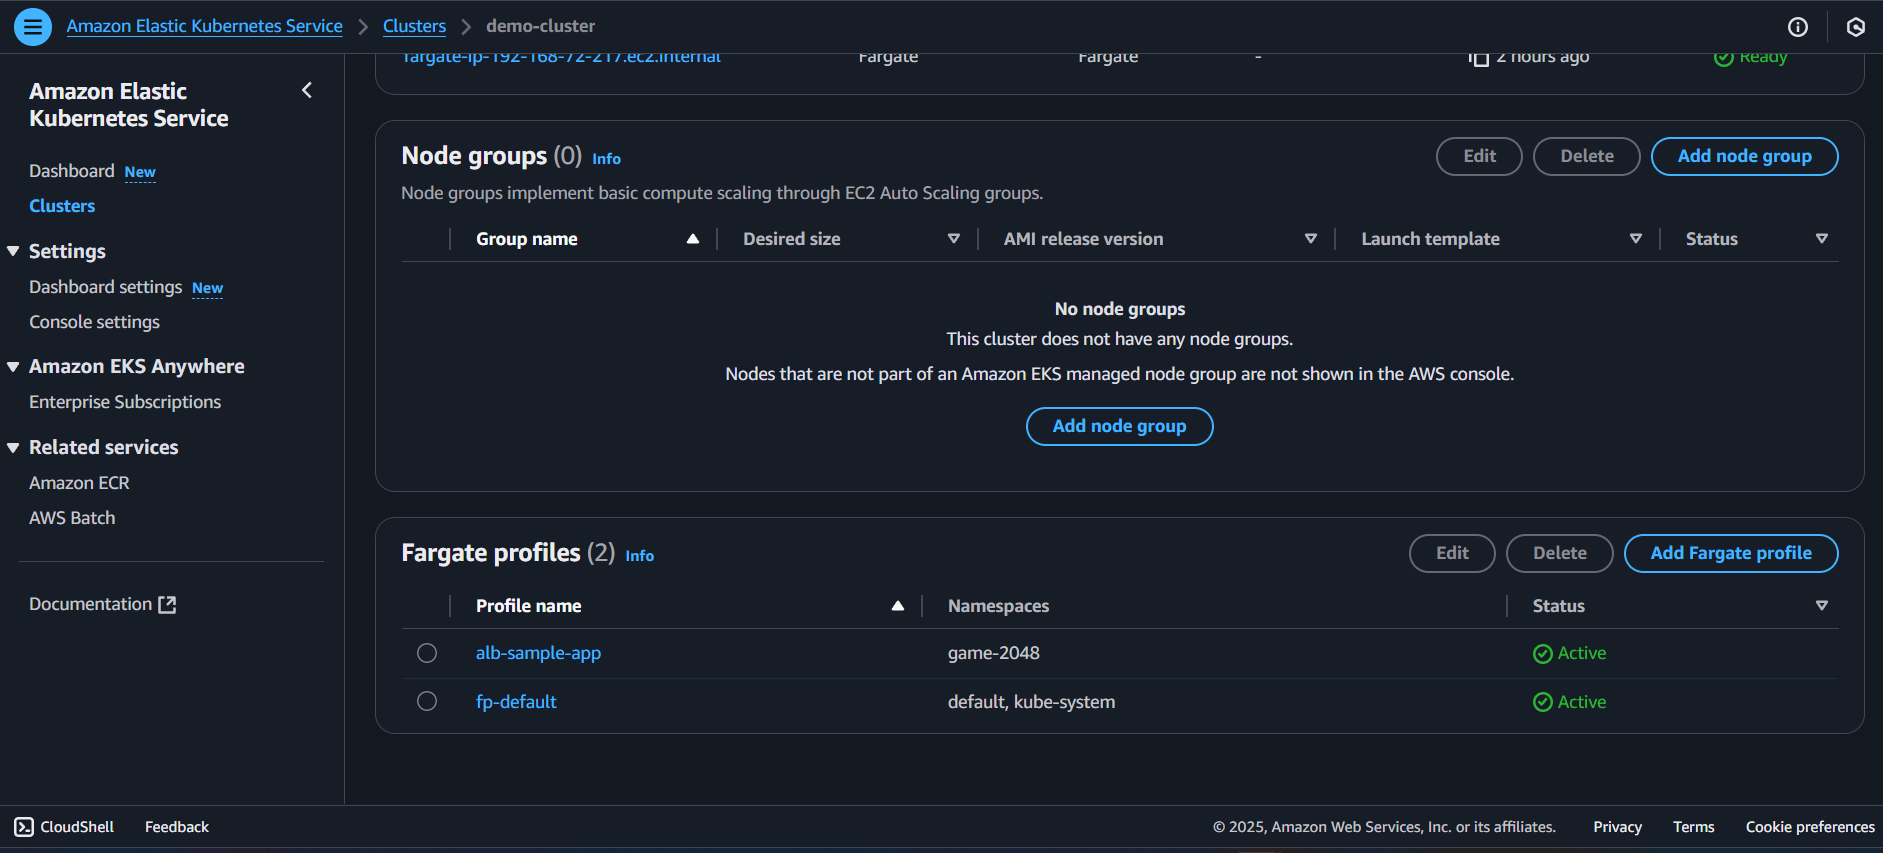 Amazon Elastic Kubernetes Service > Clusters > demo-cluster
fargate-ip-192-168-72-217.ec2.internal Fargate Fargate - 2 hours ago Ready
Amazon Elastic
Kubernetes Service
Dashboard New
Clusters
Settings
Dashboard settings New
Console settings
Amazon EKS Anywhere
Enterprise Subscriptions
Related services
Amazon ECR
AWS Batch
Documentation
Node groups (0) Info
Edit Delete Add node group
Node groups implement basic compute scaling through EC2 Auto Scaling groups.
Group name Desired size AMI release version Launch template Status
No node groups
This cluster does not have any node groups.
Nodes that are not part of an Amazon EKS managed node group are not shown in the AWS console.
Add node group
Fargate profiles (2) Info
Edit Delete Add Fargate profile
Profile name Namespaces Status
alb-sample-app game-2048 Active
fp-default default, kube-system Active
CloudShell Feedback © 2025, Amazon Web Services, Inc. or its affiliates. Privacy Terms Cookie preferences